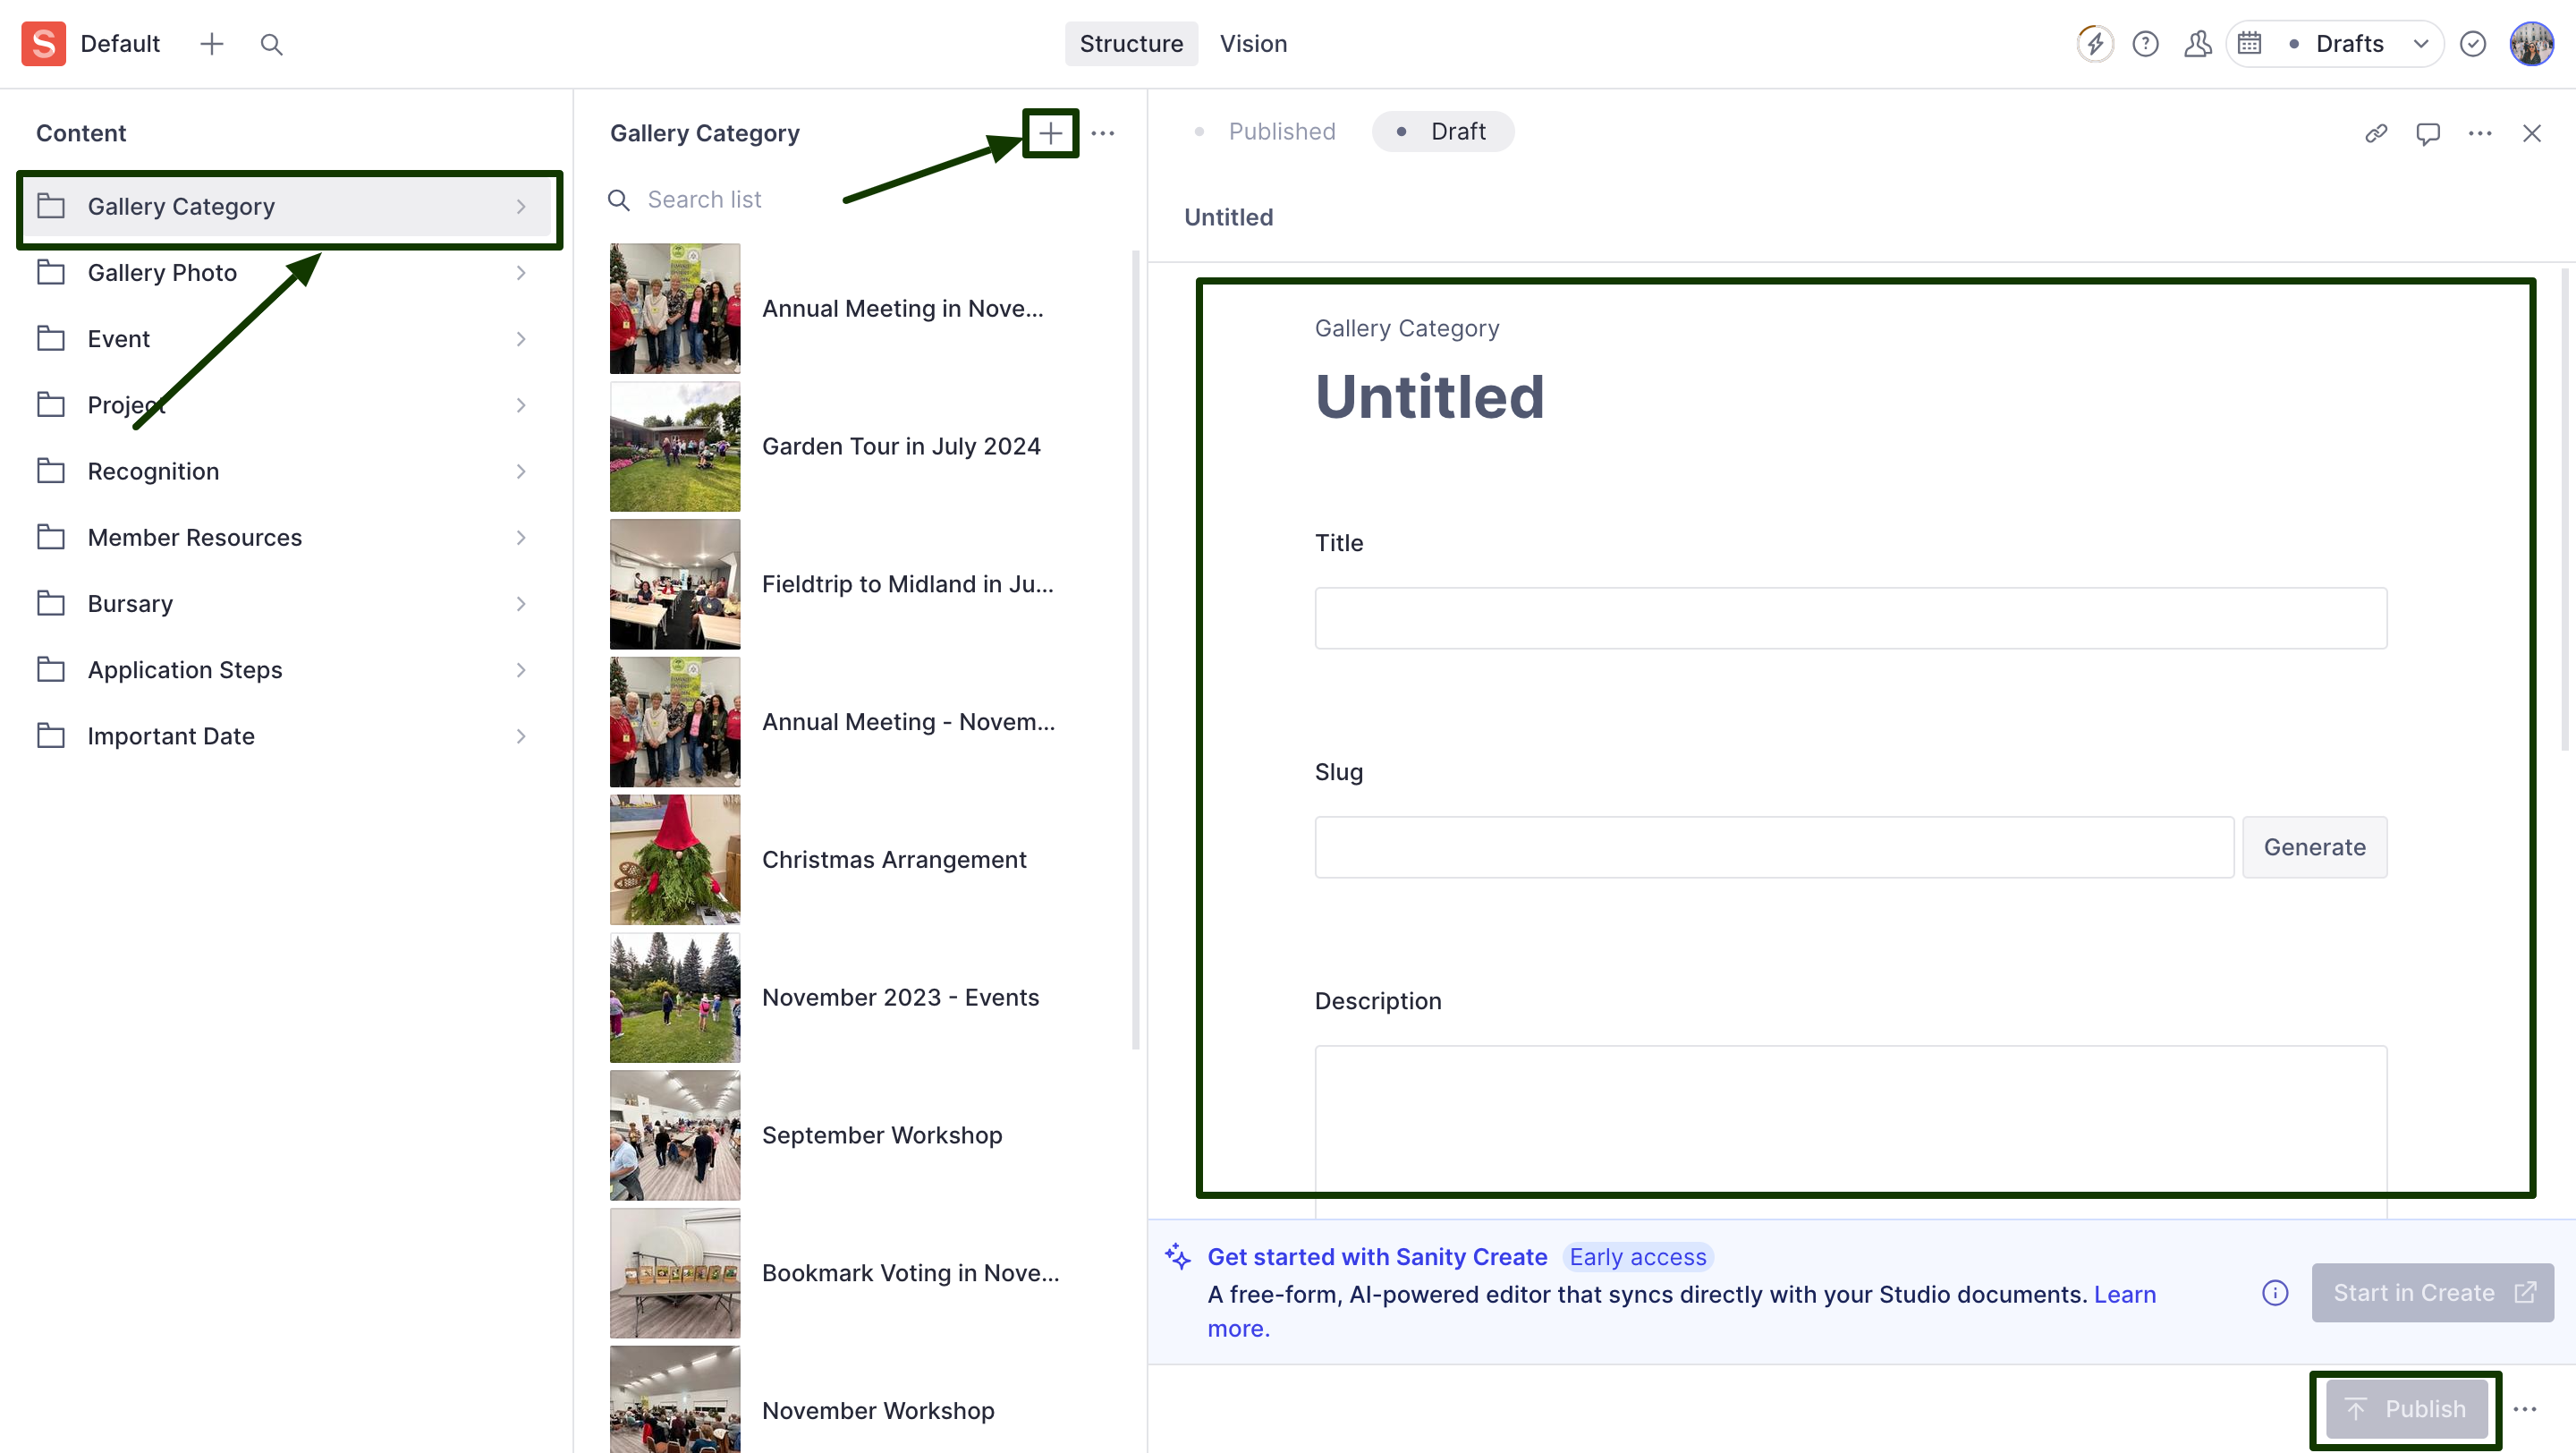 Default
Structure
Vision
Drafts
Content
Gallery Category
Gallery Photo
Event
Project
Recognition
Member Resources
Bursary
Application Steps
Important Date
Gallery Category
Search list
Annual Meeting in Nove...
Garden Tour in July 2024
Fieldtrip to Midland in Ju...
Annual Meeting - Novem...
Christmas Arrangement
November 2023 - Events
September Workshop
Bookmark Voting in Nove...
November Workshop
Published
Draft
Untitled
Gallery Category
Untitled
Title
Slug
Generate
Description
Get started with Sanity Create Early access
A free-form, AI-powered editor that syncs directly with your Studio documents. Learn
more.
Start in Create
Publish